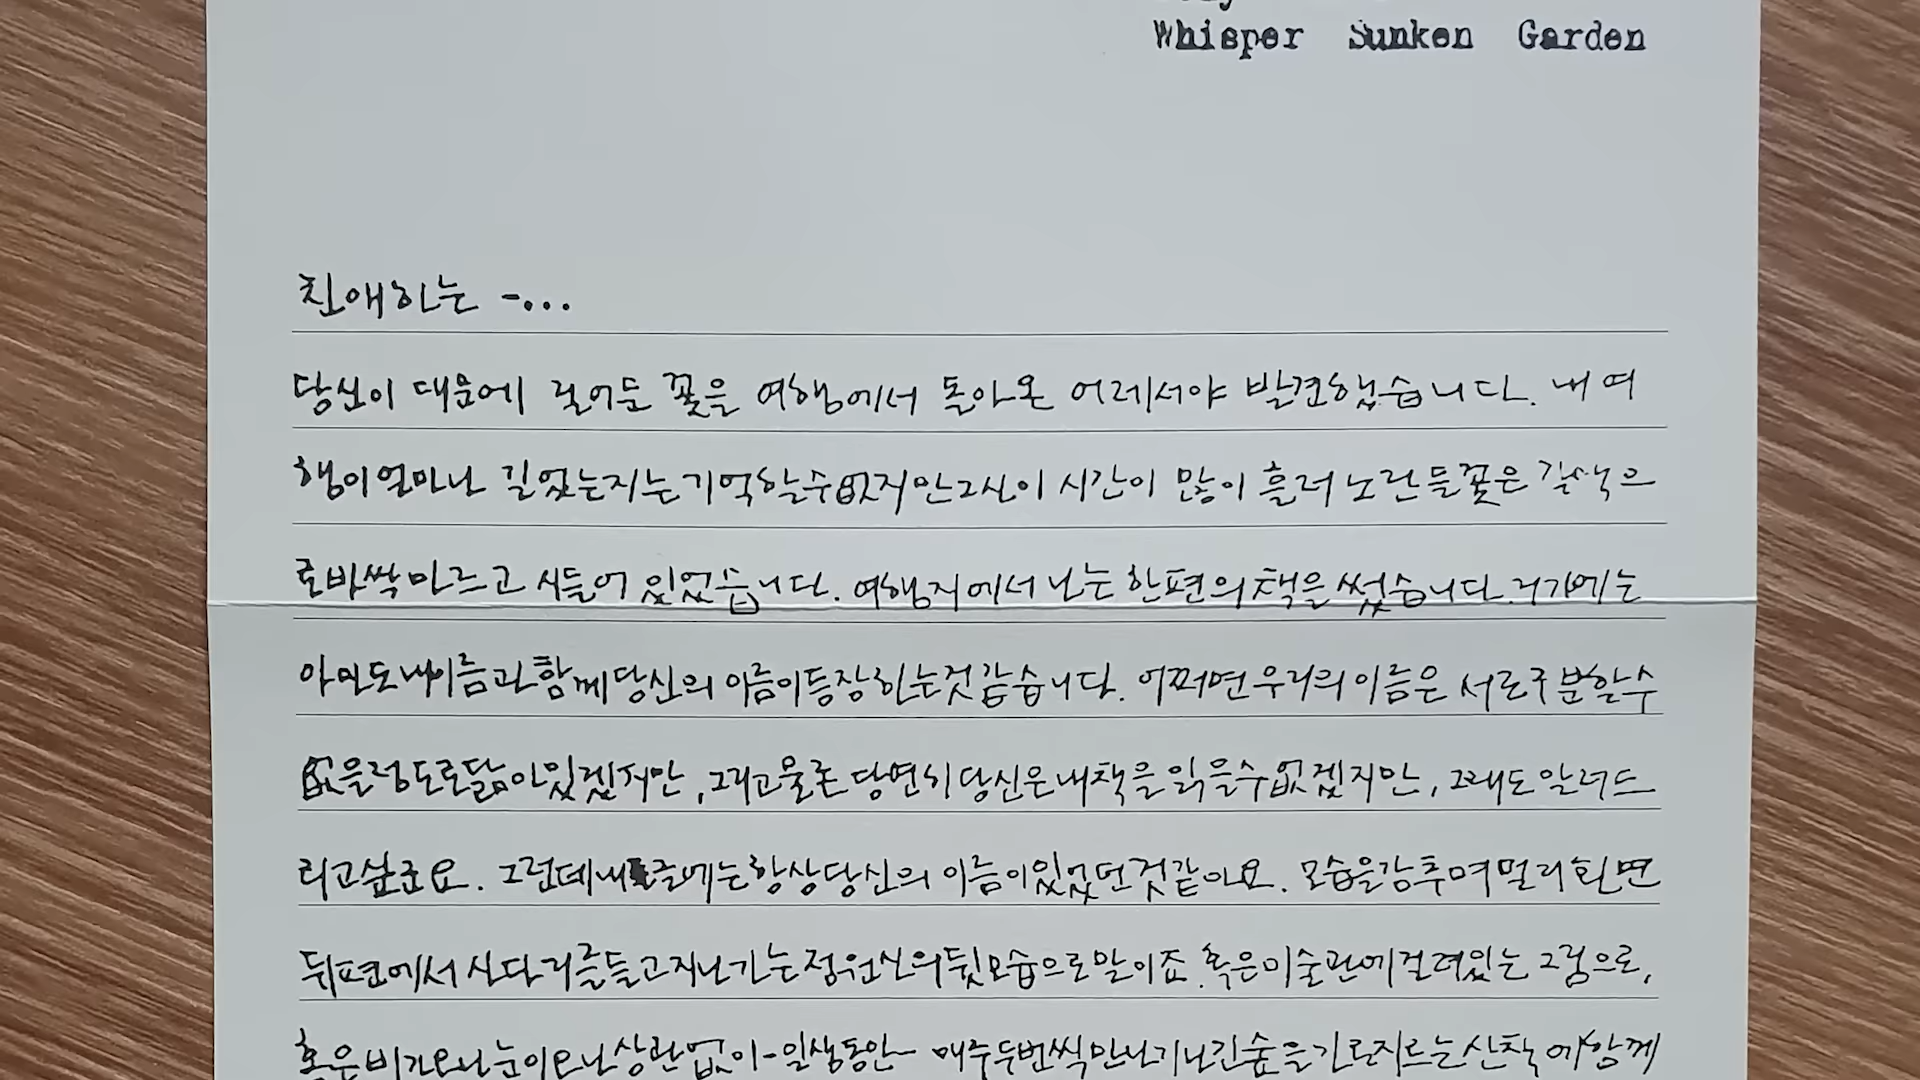 Whisper Sunken Garden
친애하는 -...
당신이 대문에 걸어둔 꽃을 여행에서 돌아온 어제서야 발견했습니다. 내 여
행이 얼마나 길었는지는 기억할 수 없지만 그 사이 시간이 많이 흘러 노란 들꽃은 갈색으
로 바싹 마르고 시들어 있었습니다. 여행지에서 나는 한 편의 책을 썼습니다. 거기에는
아마도 내 이름과 함께 당신의 이름이 등장하는 것 같습니다. 어쩌면 우리의 이름은 서로 구분할 수
없을 정도로 닮아 있겠지만, 그리고 물론 당연히 당신은 내 책을 읽을 수 없겠지만, 그래도 알려드
리고 싶군요. 그런데 내 글에는 항상 당신의 이름이 있었던 것 같아요. 모습을 감추며 멀리 화면
뒤편에서 사다리를 들고 지나가는 정원사의 뒷모습으로 말이죠. 혹은 미술관에 걸려있는 그림으로,
혹은 비가 오나 눈이 오나 상관없이 - 일생동안 - 매주 두번씩 만나 기나긴 숲을 가로지르는 산책에 함께